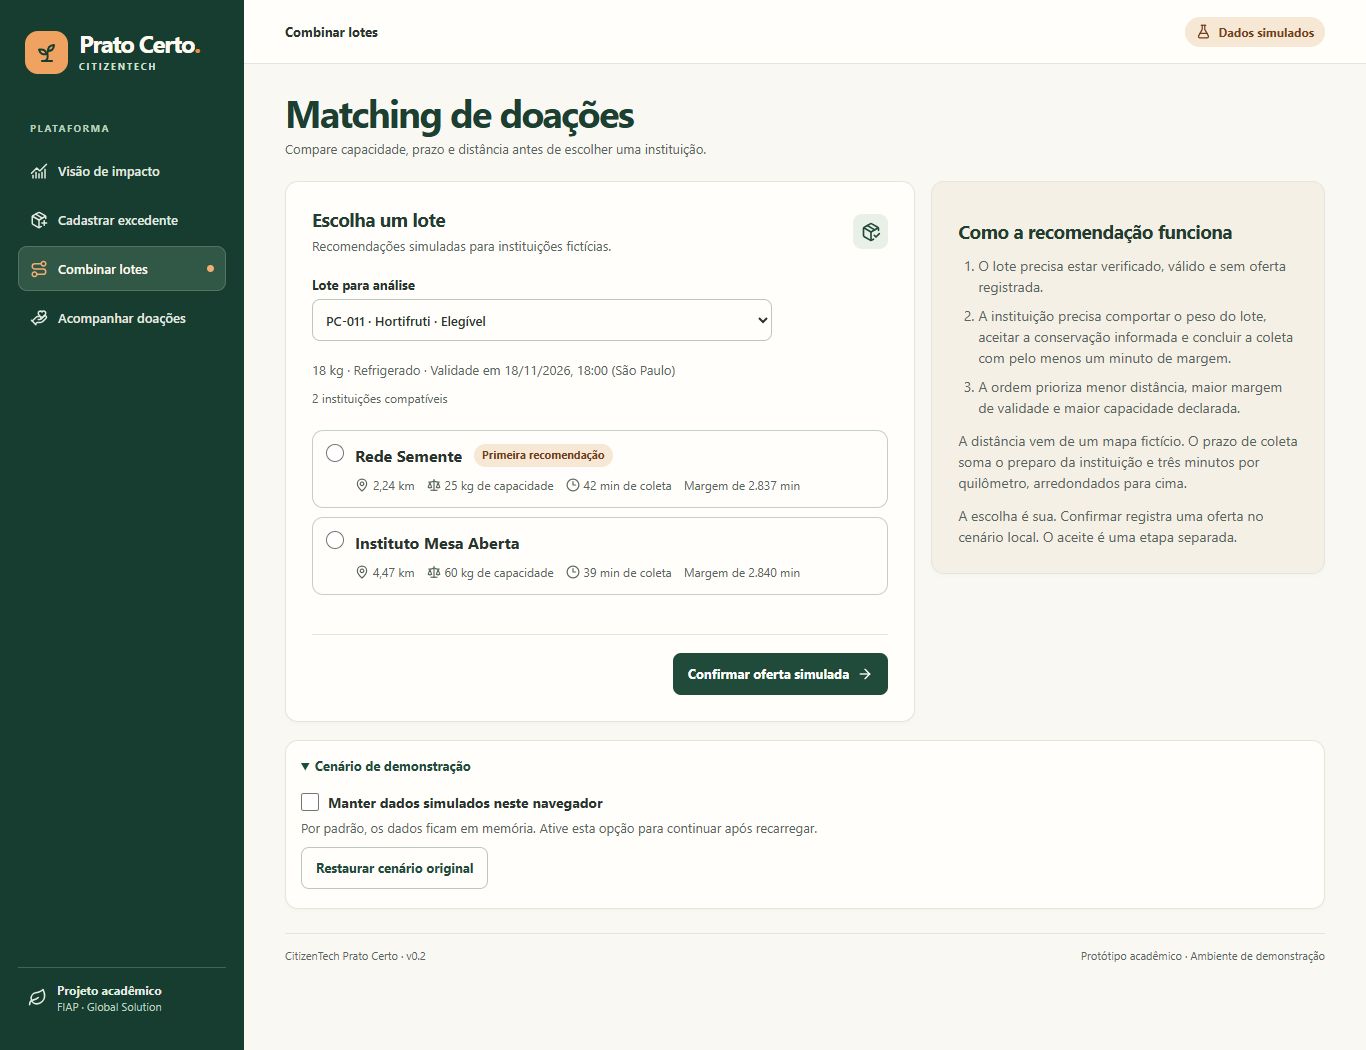 Prato Certo.
CITIZENTECH
PLATAFORMA
Visão de impacto
Cadastrar excedente
Combinar lotes
Acompanhar doações
Projeto acadêmico
FIAP · Global Solution
Combinar lotes
Dados simulados
Matching de doações
Compare capacidade, prazo e distância antes de escolher uma instituição.
Escolha um lote
Recomendações simuladas para instituições fictícias.
Lote para análise
PC-011 · Hortifruti · Elegível
18 kg · Refrigerado · Validade em 18/11/2026, 18:00 (São Paulo)
2 instituições compatíveis
Rede Semente Primeira recomendação
2,24 km 25 kg de capacidade 42 min de coleta Margem de 2.837 min
Instituto Mesa Aberta
4,47 km 60 kg de capacidade 39 min de coleta Margem de 2.840 min
Confirmar oferta simulada
Como a recomendação funciona
1. O lote precisa estar verificado, válido e sem oferta
registrada.
2. A instituição precisa comportar o peso do lote,
aceitar a conservação informada e concluir a coleta
com pelo menos um minuto de margem.
3. A ordem prioriza menor distância, maior margem
de validade e maior capacidade declarada.
A distância vem de um mapa fictício. O prazo de coleta
soma o preparo da instituição e três minutos por
quilômetro, arredondados para cima.
A escolha é sua. Confirmar registra uma oferta no
cenário local. O aceite é uma etapa separada.
Cenário de demonstração
Manter dados simulados neste navegador
Por padrão, os dados ficam em memória. Ative esta opção para continuar após recarregar.
Restaurar cenário original
CitizenTech Prato Certo · v0.2
Protótipo acadêmico · Ambiente de demonstração